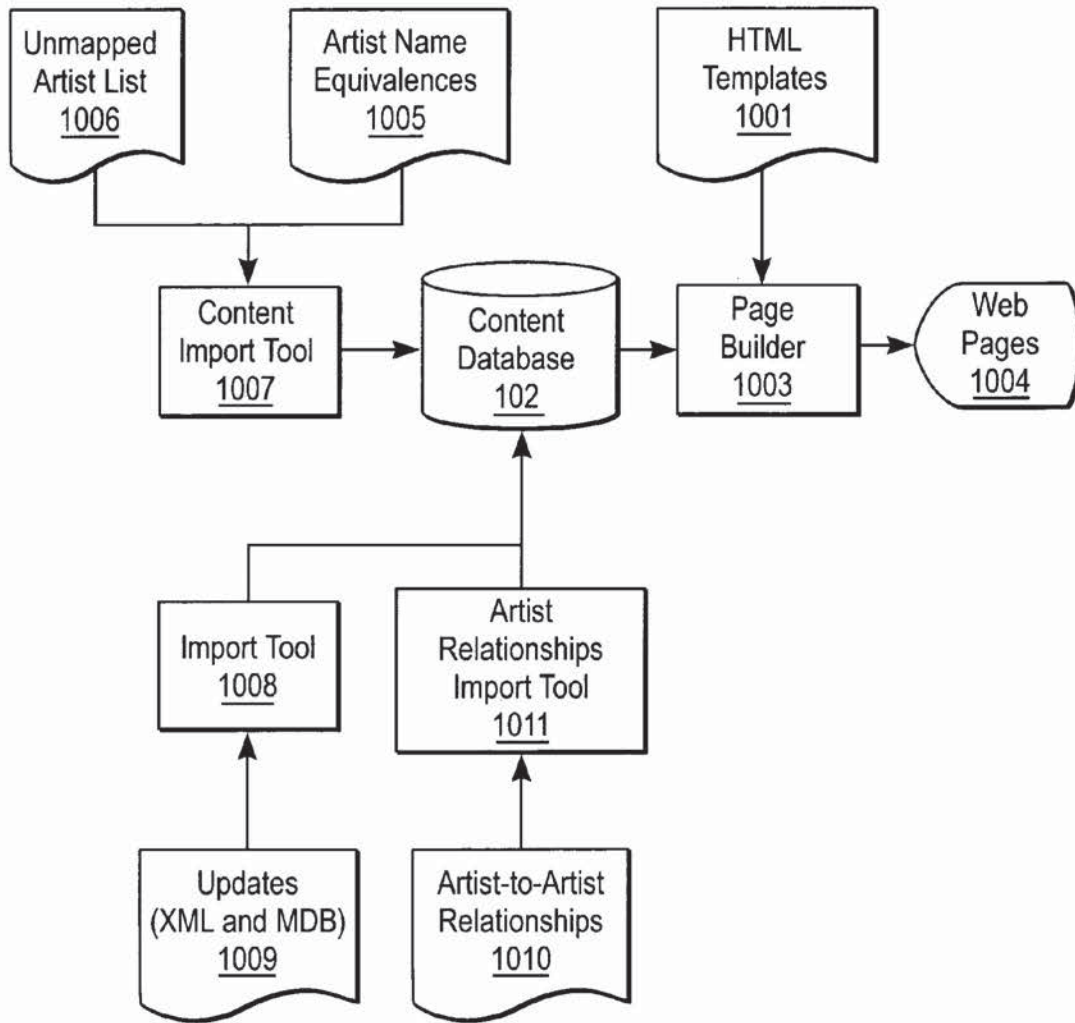 Unmapped
Artist List
1006
Artist Name
Equivalences
1005
HTML
Templates
1001
Content
Import Tool
1007
Content
Database
102
Page
Builder
1003
Web
Pages
1004
Import Tool
1008
Artist
Relationships
Import Tool
1011
Updates
(XML and MDB)
1009
Artist-to-Artist
Relationships
1010